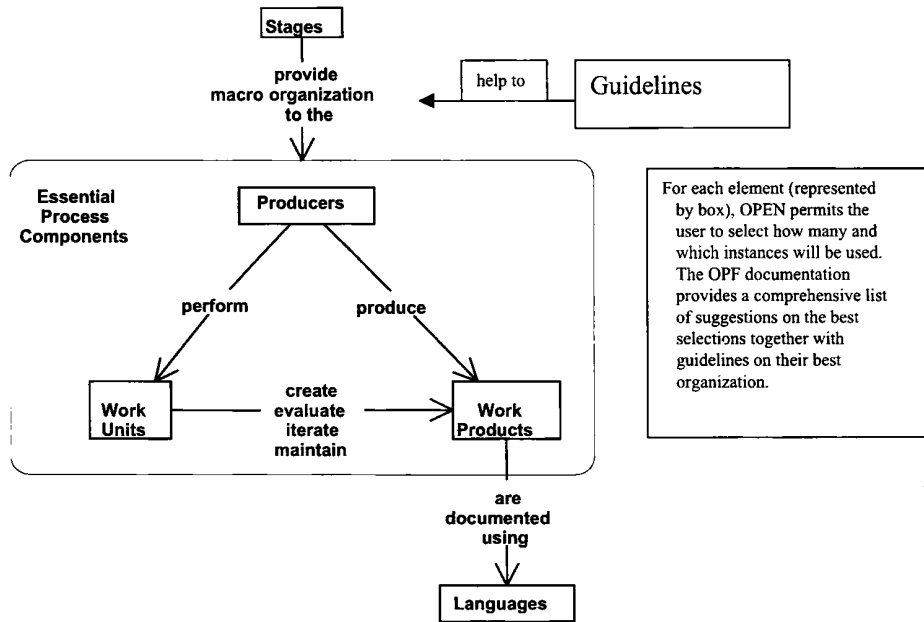 Stages
provide
macro organization
to the
help to
Guidelines
Essential
Process
Components
Producers
For each element (represented
by box), OPEN permits the
user to select how many and
which instances will be used.
The OPF documentation
provides a comprehensive list
of suggestions on the best
selections together with
guidelines on their best
organization.
perform
produce
Work
Units
create
evaluate
iterate
maintain
Work
Products
are
documented
using
Languages